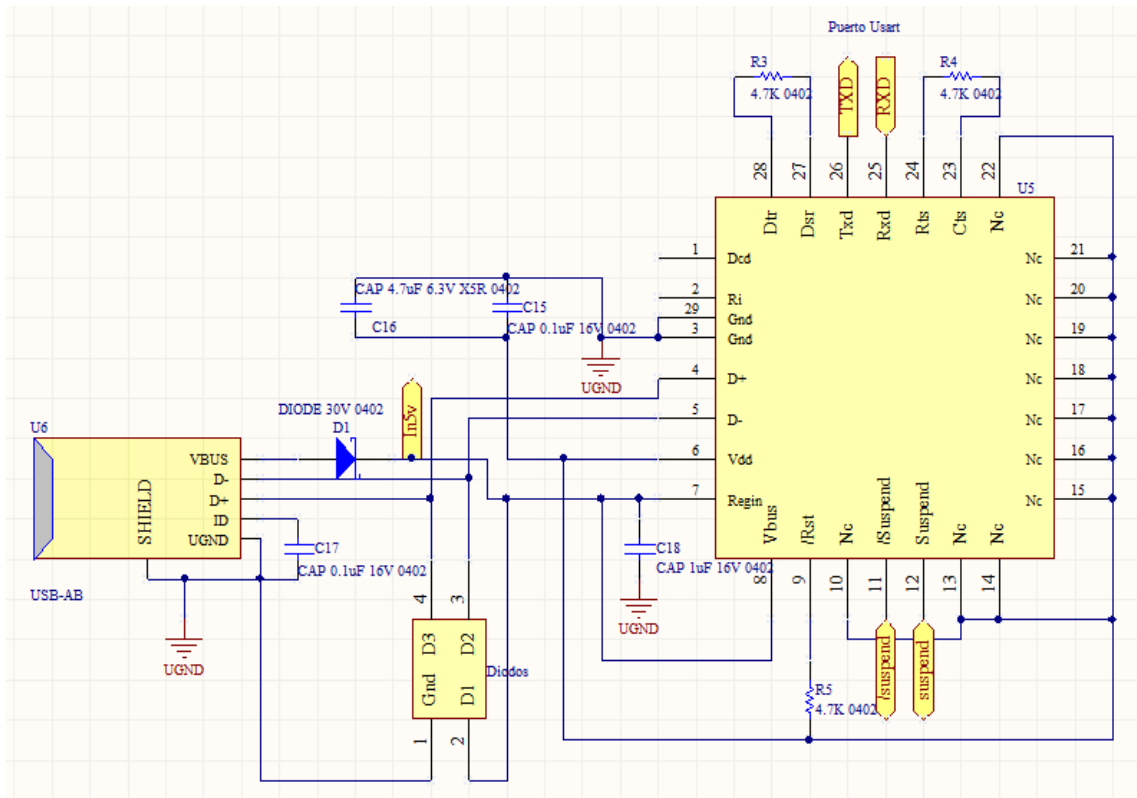 Puerto Usart
R3
4.7K 0402
TXD
RXD
R4
4.7K 0402
28
27
26
25
24
23
22
U5
Dtr
Dsr
Txd
Rxd
Rts
Cts
Nc
1
Dcd
2
Ri
29
Gnd
3
Gnd
4
D+
5
D-
6
Vdd
7
Regin
Nc
21
Nc
20
Nc
19
Nc
18
Nc
17
Nc
16
Nc
15
Vbus
/Rst
Nc
/Suspend
Suspend
Nc
Nc
8
9
10
11
12
13
14
/suspend
suspend
R5
4.7K 0402
CAP 4.7uF 6.3V X5R 0402
C16
C15
CAP 0.1uF 16V 0402
UGND
DIODE 30V 0402
D1
In5v
U6
VBUS
D-
D+
ID
UGND
SHIELD
USB-AB
C17
CAP 0.1uF 16V 0402
UGND
C18
CAP 1uF 16V 0402
UGND
4
3
D3
D2
Gnd
D1
Diodos
1
2